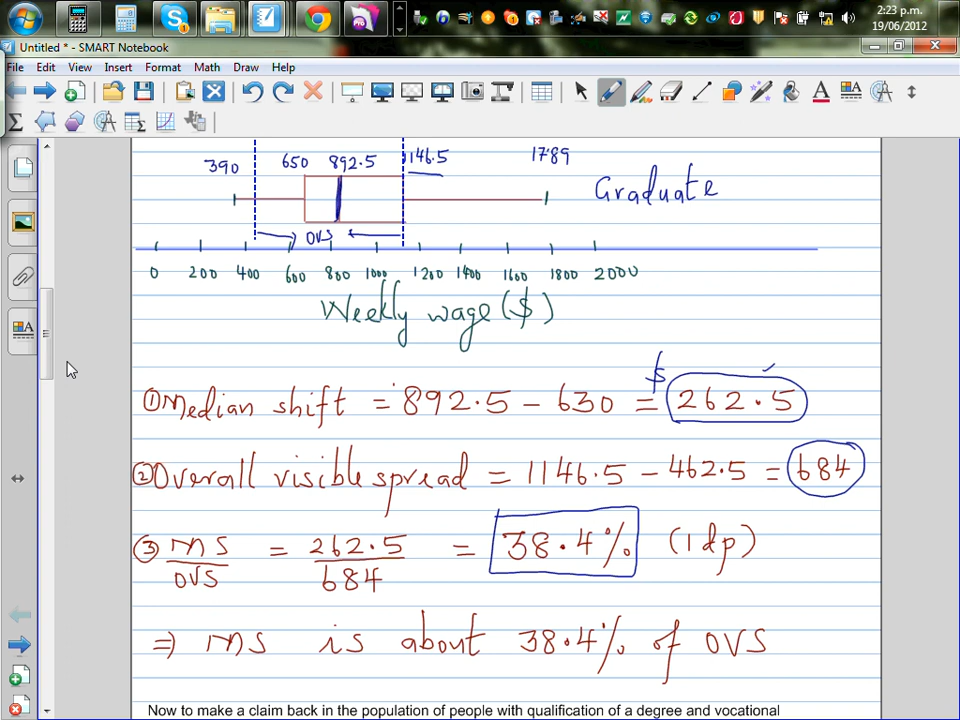 2:23 p.m.
19/06/2012
Untitled * - SMART Notebook
File Edit View Insert Format Math Draw Help
390 650 892.5 1146.5 1789
Graduate
OVS
0 200 400 600 800 1000 1200 1400 1600 1800 2000
Weekly wage ($)
① Median shift = 892.5 - 630 = $ 262.5
② Overall visible spread = 1146.5 - 462.5 = 684
③ MS = 262.5 = 38.4% (1dp)
OVS 684
⇒ MS is about 38.4% of OVS
Now to make a claim back in the population of people with qualification of a degree and vocational